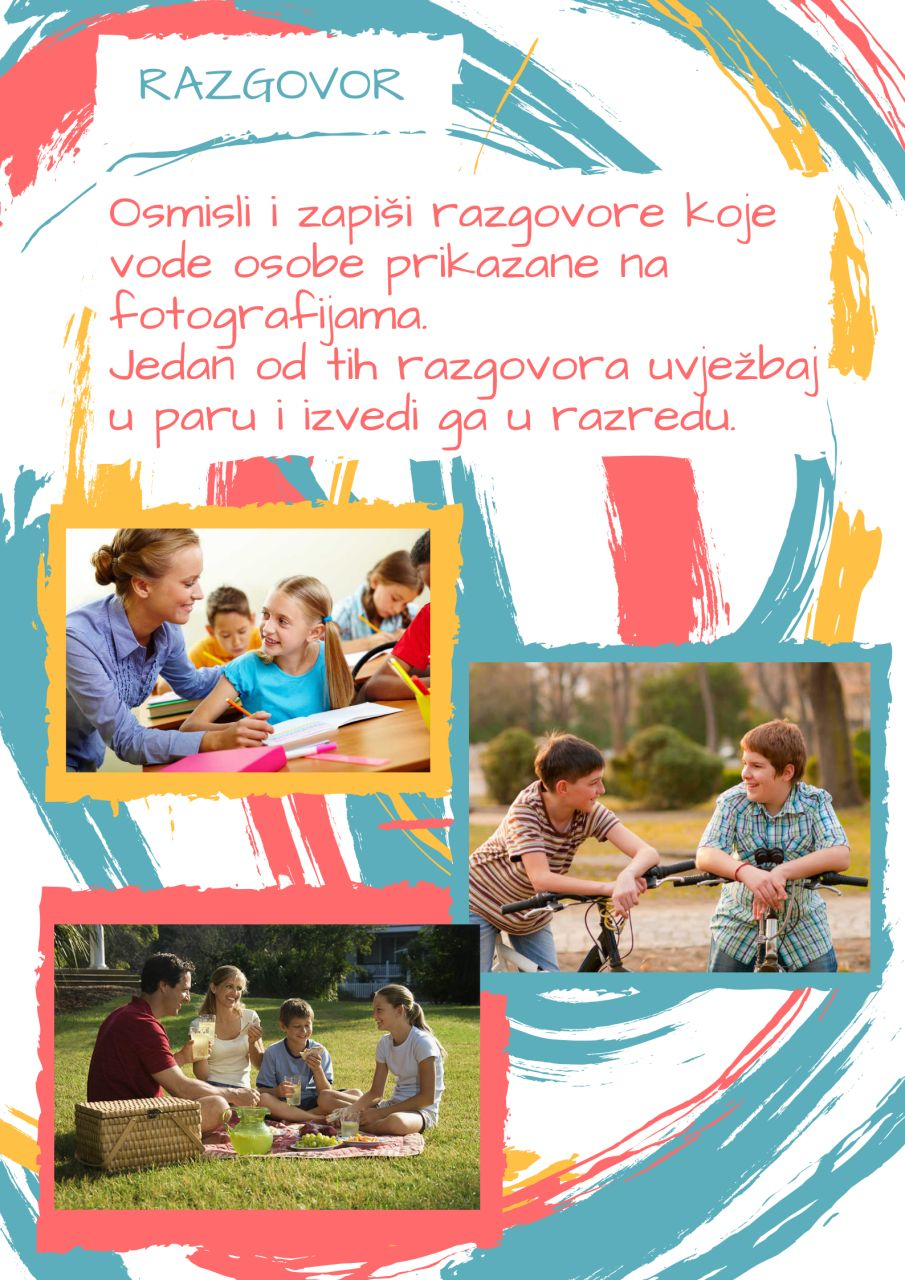 RAZGOVOR
Osmisli i zapiši razgovore koje
vode osobe prikazane na
fotografijama.
Jedan od tih razgovora uvježbaj
u paru i izvedi ga u razredu.